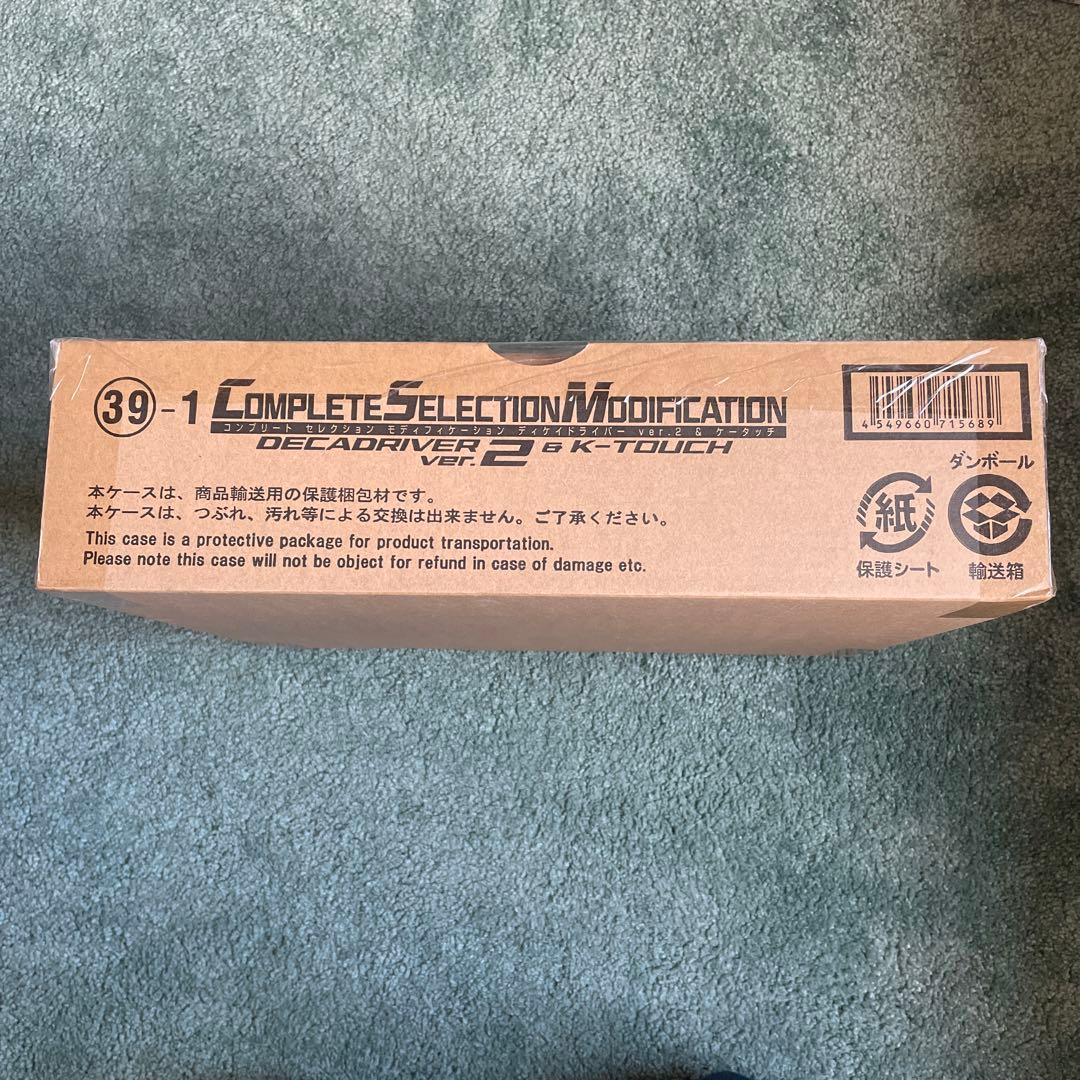 39-1 COMPLETE SELECTION MODIFICATION
コンプリート セレクション モディフィケーション ディケイドライバー ver.2 & ケータッチ
DECADRIVER ver.2 & K-TOUCH
本ケースは、商品輸送用の保護梱包材です。
本ケースは、つぶれ、汚れ等による交換は出来ません。ご了承ください。
This case is a protective package for product transportation.
Please note this case will not be object for refund in case of damage etc.
4 549660 715689
ダンボール
紙
保護シート
輸送箱